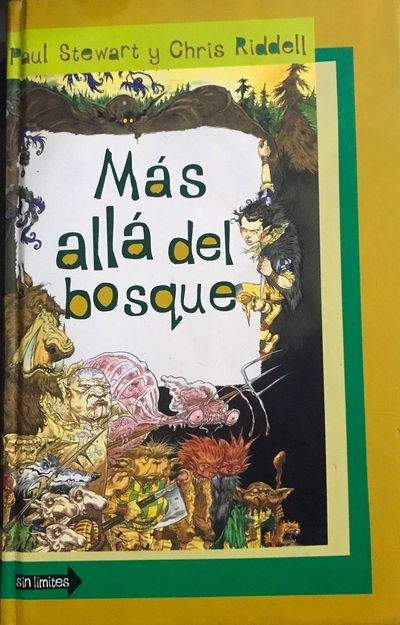 Paul Stewart y Chris Riddell
Más
allá del
bosque
sin límites